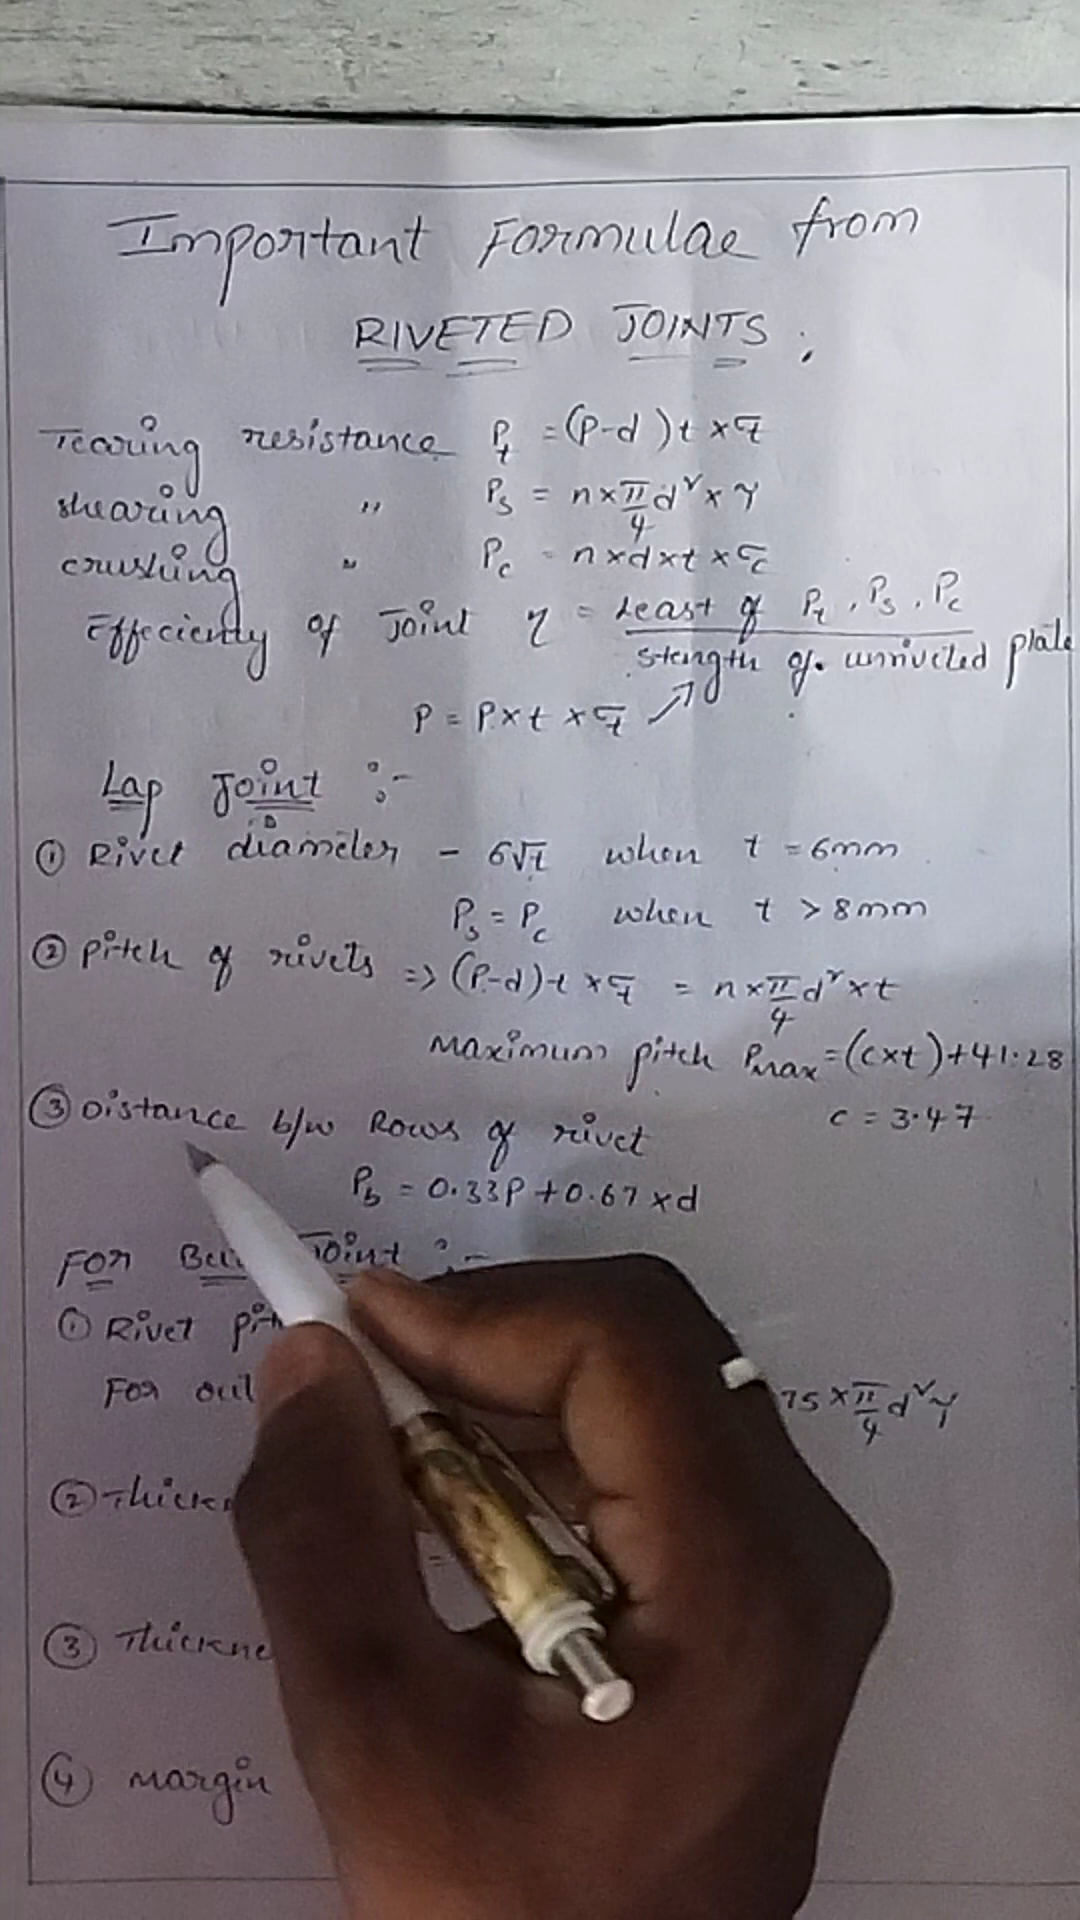 Important Formulae from
RIVETED JOINTS;
Tearing resistance Pt = (P-d)t × σt
shearing " Ps = n × π/4 d² × τ
crushing " Pc = n × d × t × σc
Effeciency of Joint η = Least of Pt, Ps, Pc / Stength of unriveted plate
P = P × t × σt
Lap Joint :-
① Rivet diameter - 6√t when t = 6mm
Ps = Pc when t > 8mm
② Pitch of rivets => (P-d)t × σt = n × π/4 d² × t
Maximum pitch Pmax = (C×t) + 41.28
C = 3.47
③ Distance b/w Rows of rivet
Pb = 0.33P + 0.67 × d
For Joint :-
① Rivet
For
75 × π/4 d² τ
②
=
③
④ margin